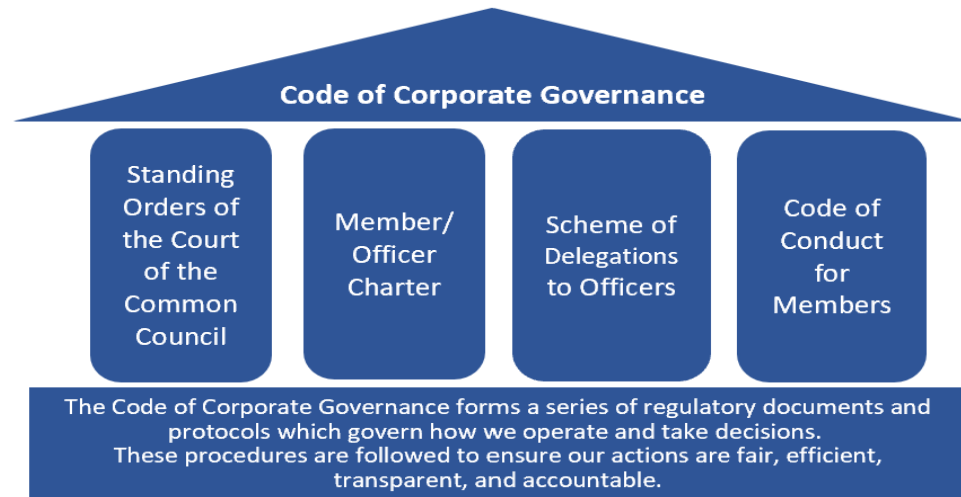 Code of Corporate Governance
Standing
Orders of
the Court
of the
Common
Council
Member/
Officer
Charter
Scheme of
Delegations
to Officers
Code of
Conduct
for
Members
The Code of Corporate Governance forms a series of regulatory documents and
protocols which govern how we operate and take decisions.
These procedures are followed to ensure our actions are fair, efficient,
transparent, and accountable.